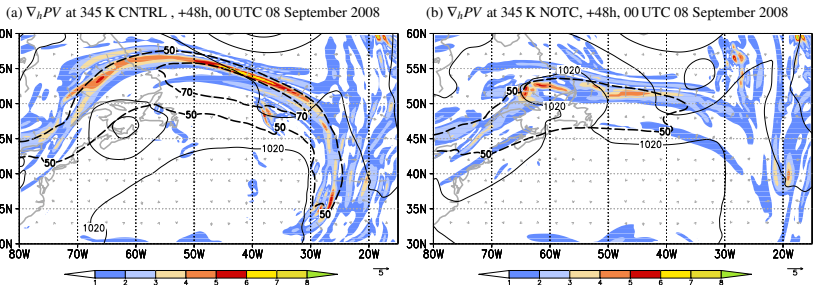 (a) ∇hPV at 345 K CNTRL , +48h, 00 UTC 08 September 2008
(b) ∇hPV at 345 K NOTC, +48h, 00 UTC 08 September 2008
60N
55N
50N
45N
40N
35N
30N
80W 70W 60W 50W 40W 30W 20W
50
70
50
50
70
50
50
1020
1020
1 2 3 4 5 6 7 8
5
60N
55N
50N
45N
40N
35N
30N
80W 70W 60W 50W 40W 30W 20W
1020
50
1020
50
50
1020
1 2 3 4 5 6 7 8
5